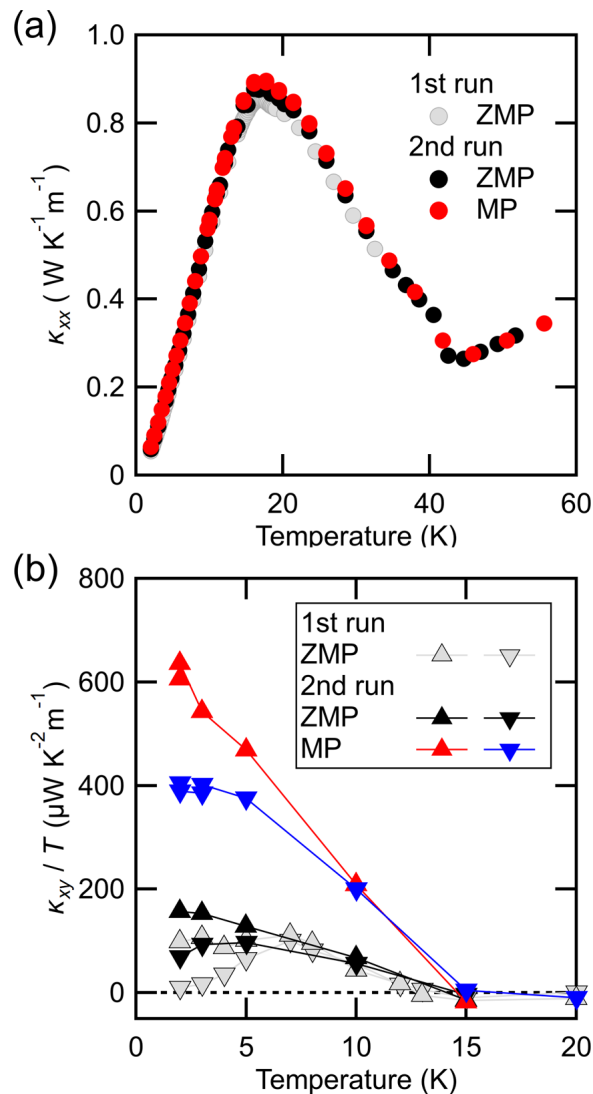 (a)
1.0
0.8
0.6
0.4
0.2
0
κxx ( W K⁻¹ m⁻¹)
1st run
ZMP
2nd run
ZMP
MP
0
20
40
60
Temperature (K)
(b)
800
600
400
200
0
κxy / T (μW K⁻²m⁻¹)
1st run
ZMP
2nd run
ZMP
MP
0
5
10
15
20
Temperature (K)